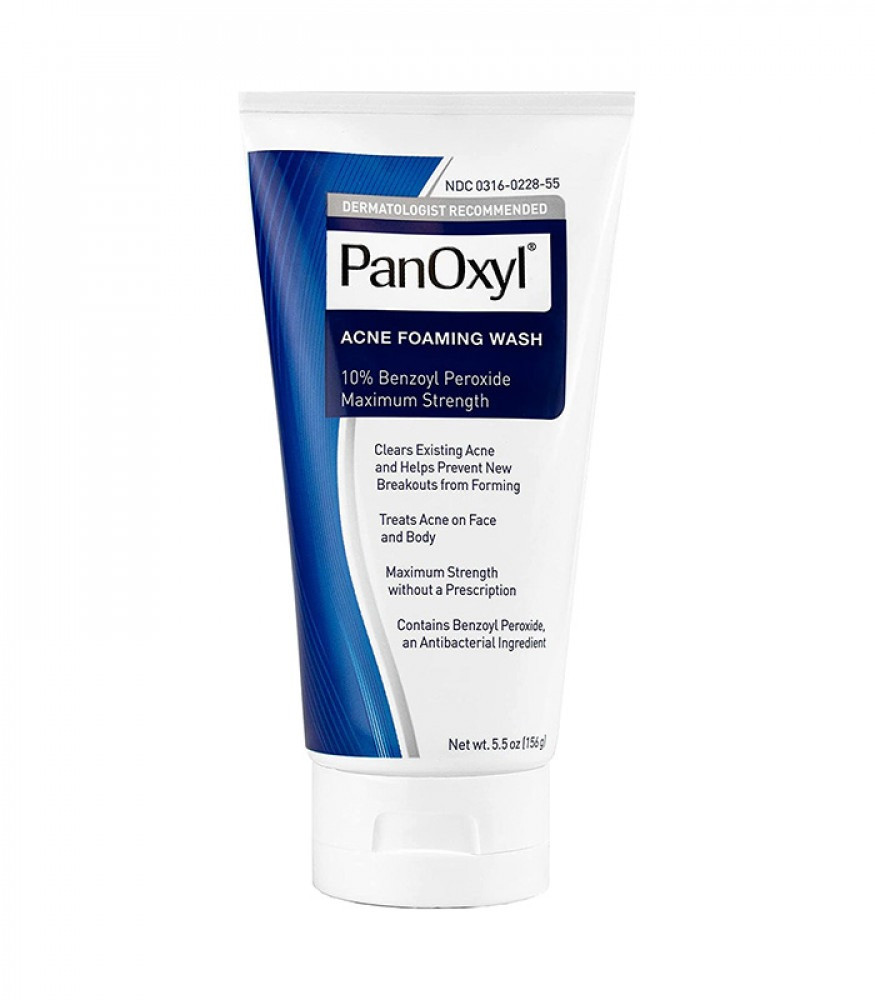 NDC 0316-0228-55
DERMATOLOGIST RECOMMENDED
PanOxyl®
ACNE FOAMING WASH
10% Benzoyl Peroxide
Maximum Strength
Clears Existing Acne
and Helps Prevent New
Breakouts from Forming
Treats Acne on Face
and Body
Maximum Strength
without a Prescription
Contains Benzoyl Peroxide,
an Antibacterial Ingredient
Net wt. 5.5 oz (156 g)